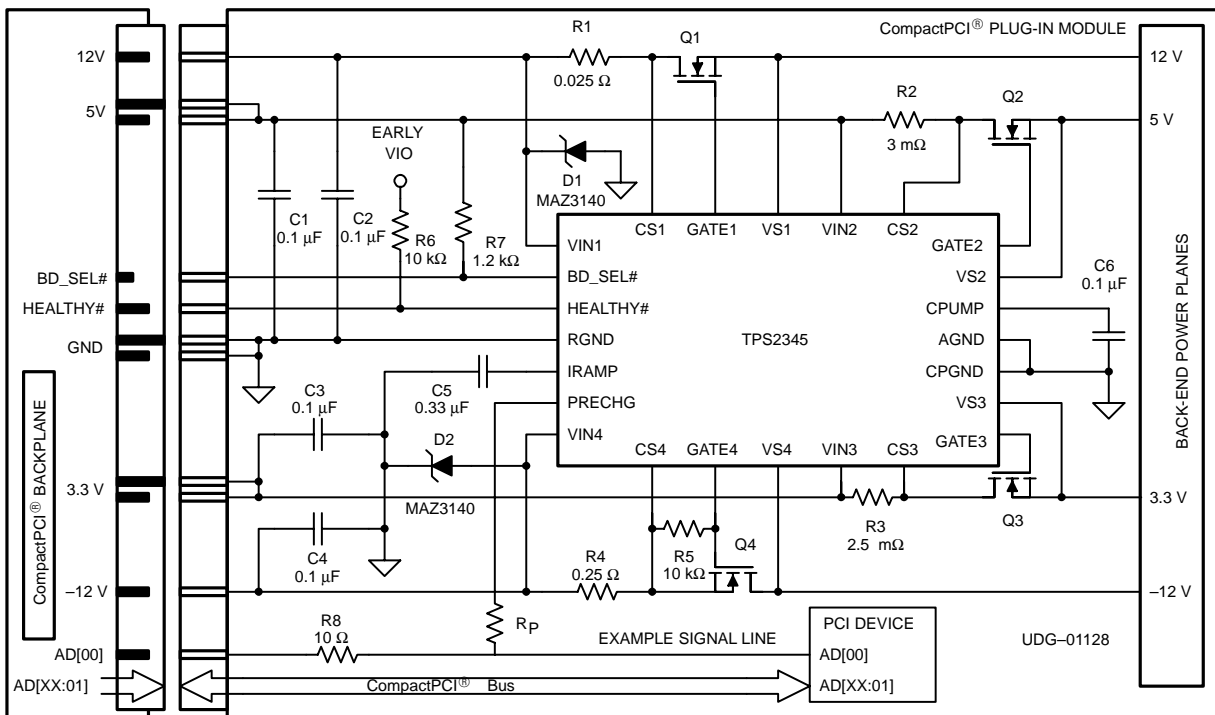 CompactPCI® PLUG-IN MODULE
12V
5V
BD_SEL#
HEALTHY#
GND
3.3 V
–12 V
AD[00]
AD[XX:01]
CompactPCI® BACKPLANE
R1
0.025 Ω
Q1
R2
3 mΩ
Q2
12 V
5 V
3.3 V
–12 V
BACK-END POWER PLANES
EARLY
VIO
D1
MAZ3140
C1
0.1 µF
C2
0.1 µF
R6
10 kΩ
R7
1.2 kΩ
CS1
GATE1
VS1
VIN2
CS2
VIN1
BD_SEL#
HEALTHY#
RGND
IRAMP
PRECHG
VIN4
TPS2345
GATE2
VS2
CPUMP
AGND
CPGND
VS3
GATE3
CS4
GATE4
VS4
VIN3
CS3
C6
0.1 µF
C3
0.1 µF
C5
0.33 µF
D2
MAZ3140
C4
0.1 µF
R3
2.5 mΩ
Q3
R4
0.25 Ω
R5
10 kΩ
Q4
R8
10 Ω
RP
EXAMPLE SIGNAL LINE
PCI DEVICE
AD[00]
AD[XX:01]
UDG–01128
CompactPCI® Bus